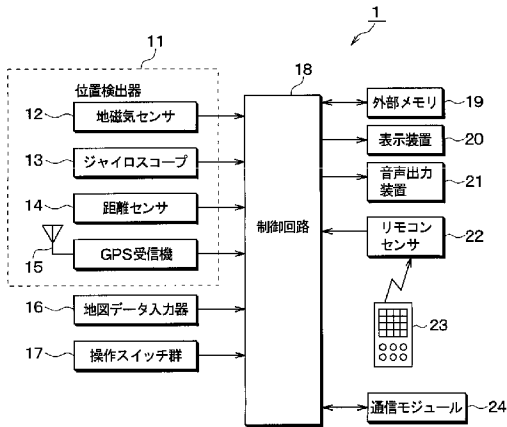 1
11
位置検出器
12
地磁気センサ
13
ジャイロスコープ
14
距離センサ
15
GPS受信機
16
地図データ入力器
17
操作スイッチ群
18
制御回路
外部メモリ
19
表示装置
20
音声出力
装置
21
リモコン
センサ
22
23
通信モジュール
24